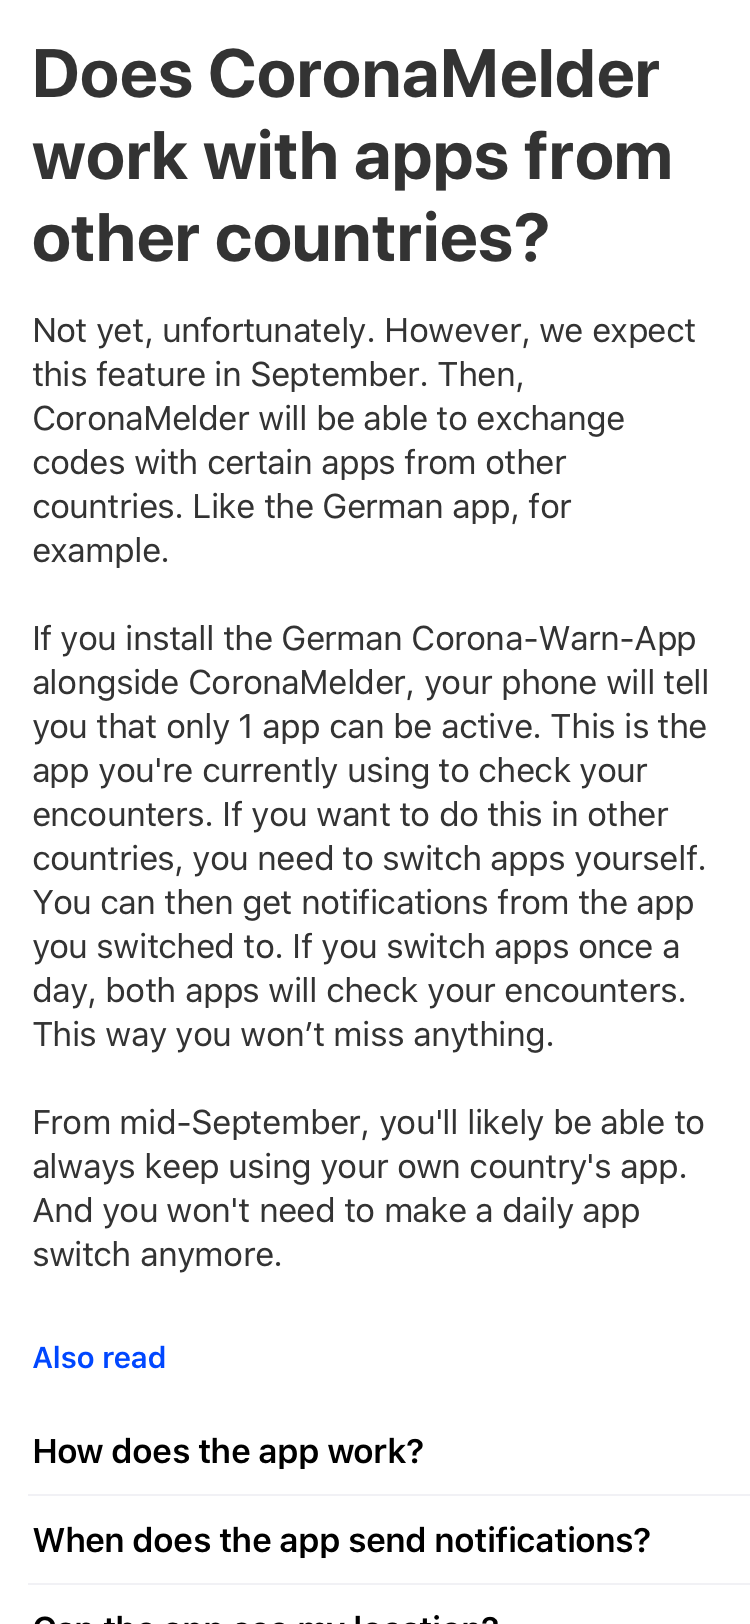 Does CoronaMelder
work with apps from
other countries?
Not yet, unfortunately. However, we expect
this feature in September. Then,
CoronaMelder will be able to exchange
codes with certain apps from other
countries. Like the German app, for
example.
If you install the German Corona-Warn-App
alongside CoronaMelder, your phone will tell
you that only 1 app can be active. This is the
app you're currently using to check your
encounters. If you want to do this in other
countries, you need to switch apps yourself.
You can then get notifications from the app
you switched to. If you switch apps once a
day, both apps will check your encounters.
This way you won’t miss anything.
From mid-September, you'll likely be able to
always keep using your own country's app.
And you won't need to make a daily app
switch anymore.
Also read
How does the app work?
When does the app send notifications?
Can the app see my location?